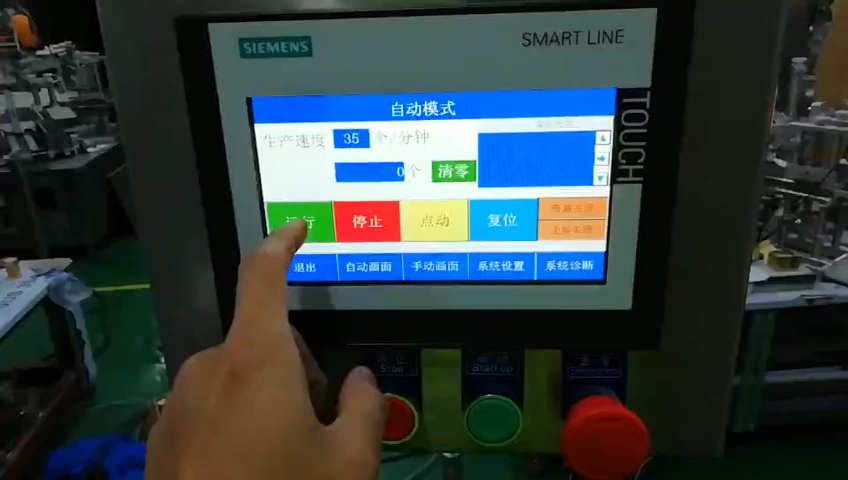 SIEMENS
SMART LINE
TOUCH
自动模式
生产速度 35 个/分钟
0 个 清零
运行 停止 点动 复位
退出 自动画面 手动画面 系统设置 系统诊断
Stop Start up